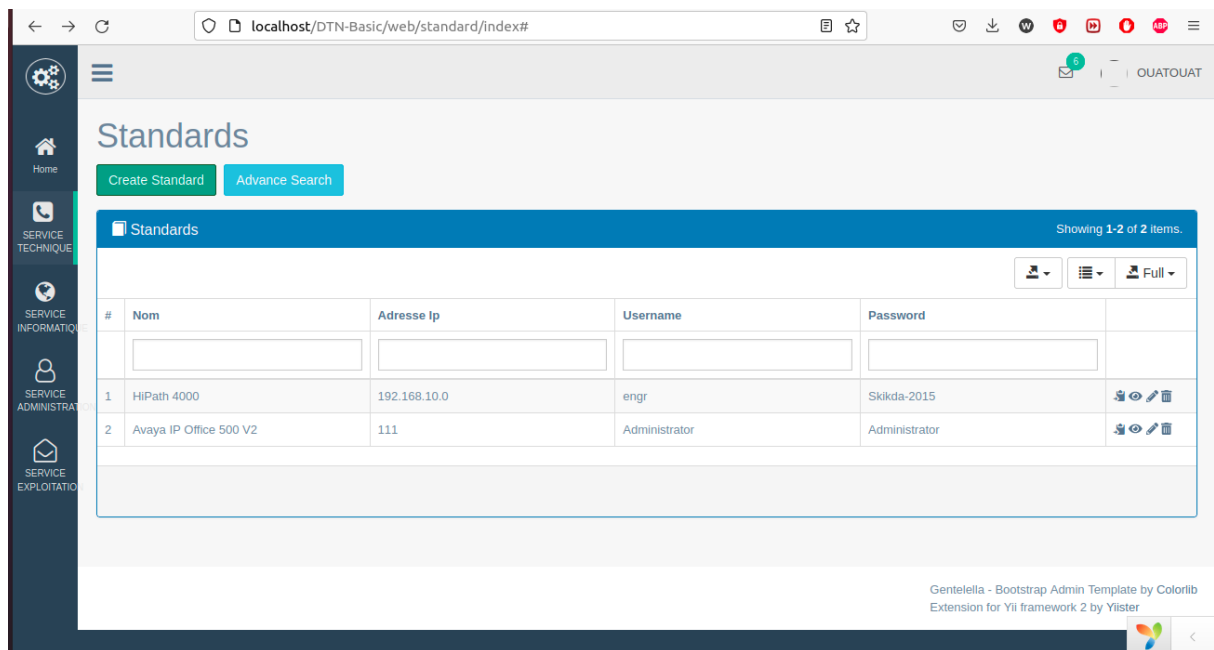 localhost/DTN-Basic/web/standard/index#
W
ABP
6
OUATOUAT
Home
SERVICE
TECHNIQUE
SERVICE
INFORMATIQUE
SERVICE
ADMINISTRATION
SERVICE
EXPLOITATIO
Standards
Create Standard Advance Search
Standards Showing 1-2 of 2 items.
Full
# Nom Adresse Ip Username Password
1 HiPath 4000 192.168.10.0 engr Skikda-2015
2 Avaya IP Office 500 V2 111 Administrator Administrator
Gentelella - Bootstrap Admin Template by Colorlib
Extension for Yii framework 2 by Yiister